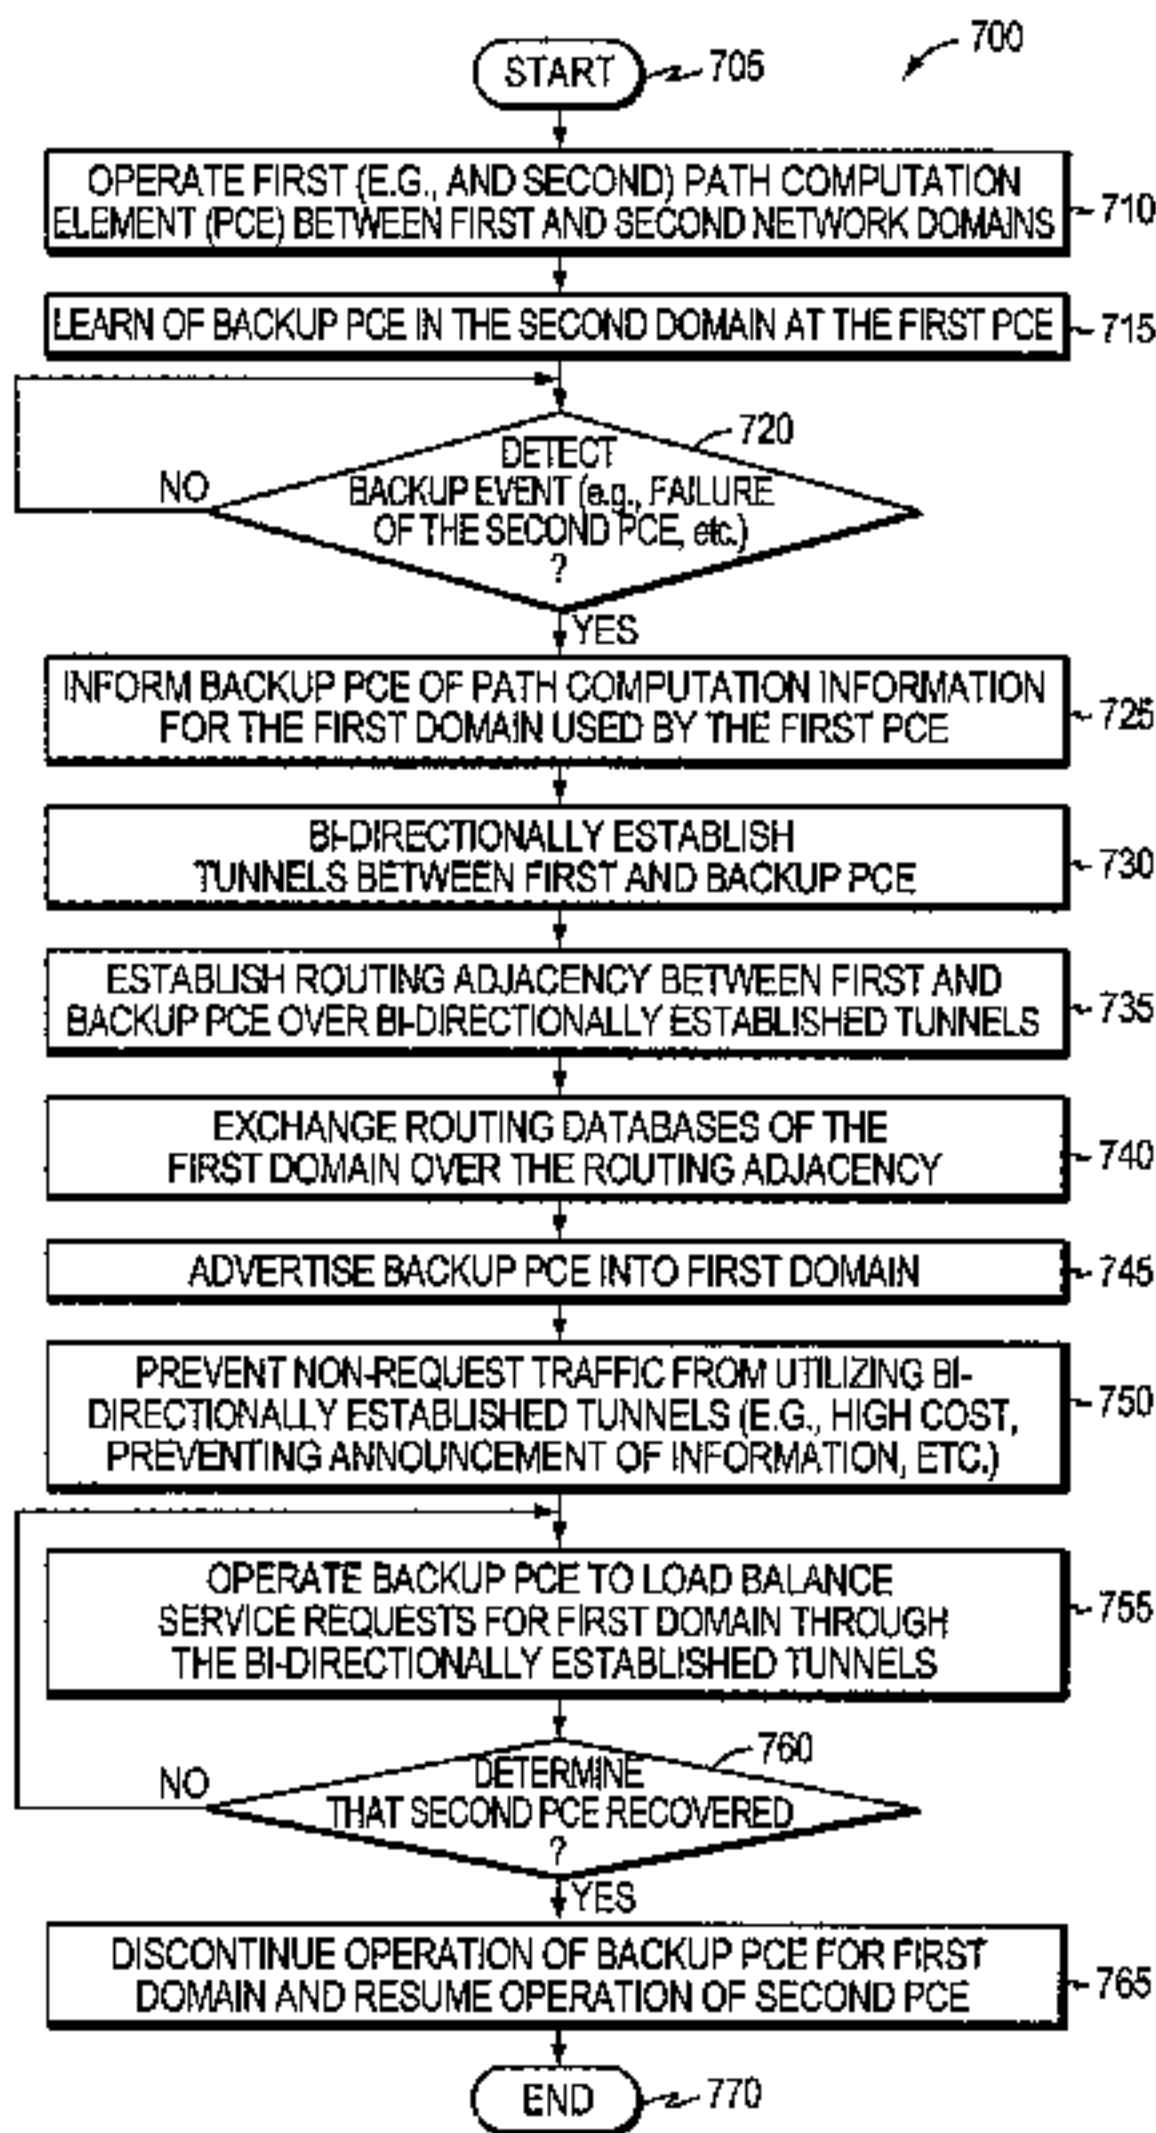 700
START
705
OPERATE FIRST (E.G., AND SECOND) PATH COMPUTATION
ELEMENT (PCE) BETWEEN FIRST AND SECOND NETWORK DOMAINS
710
LEARN OF BACKUP PCE IN THE SECOND DOMAIN AT THE FIRST PCE
715
720
DETECT
BACKUP EVENT (e.g., FAILURE
OF THE SECOND PCE, etc.)
?
NO
YES
INFORM BACKUP PCE OF PATH COMPUTATION INFORMATION
FOR THE FIRST DOMAIN USED BY THE FIRST PCE
725
BI-DIRECTIONALLY ESTABLISH
TUNNELS BETWEEN FIRST AND BACKUP PCE
730
ESTABLISH ROUTING ADJACENCY BETWEEN FIRST AND
BACKUP PCE OVER BI-DIRECTIONALLY ESTABLISHED TUNNELS
735
EXCHANGE ROUTING DATABASES OF THE
FIRST DOMAIN OVER THE ROUTING ADJACENCY
740
ADVERTISE BACKUP PCE INTO FIRST DOMAIN
745
PREVENT NON-REQUEST TRAFFIC FROM UTILIZING BI-
DIRECTIONALLY ESTABLISHED TUNNELS (E.G., HIGH COST,
PREVENTING ANNOUNCEMENT OF INFORMATION, ETC.)
750
OPERATE BACKUP PCE TO LOAD BALANCE
SERVICE REQUESTS FOR FIRST DOMAIN THROUGH
THE BI-DIRECTIONALLY ESTABLISHED TUNNELS
755
760
DETERMINE
THAT SECOND PCE RECOVERED
?
NO
YES
DISCONTINUE OPERATION OF BACKUP PCE FOR FIRST
DOMAIN AND RESUME OPERATION OF SECOND PCE
765
END
770